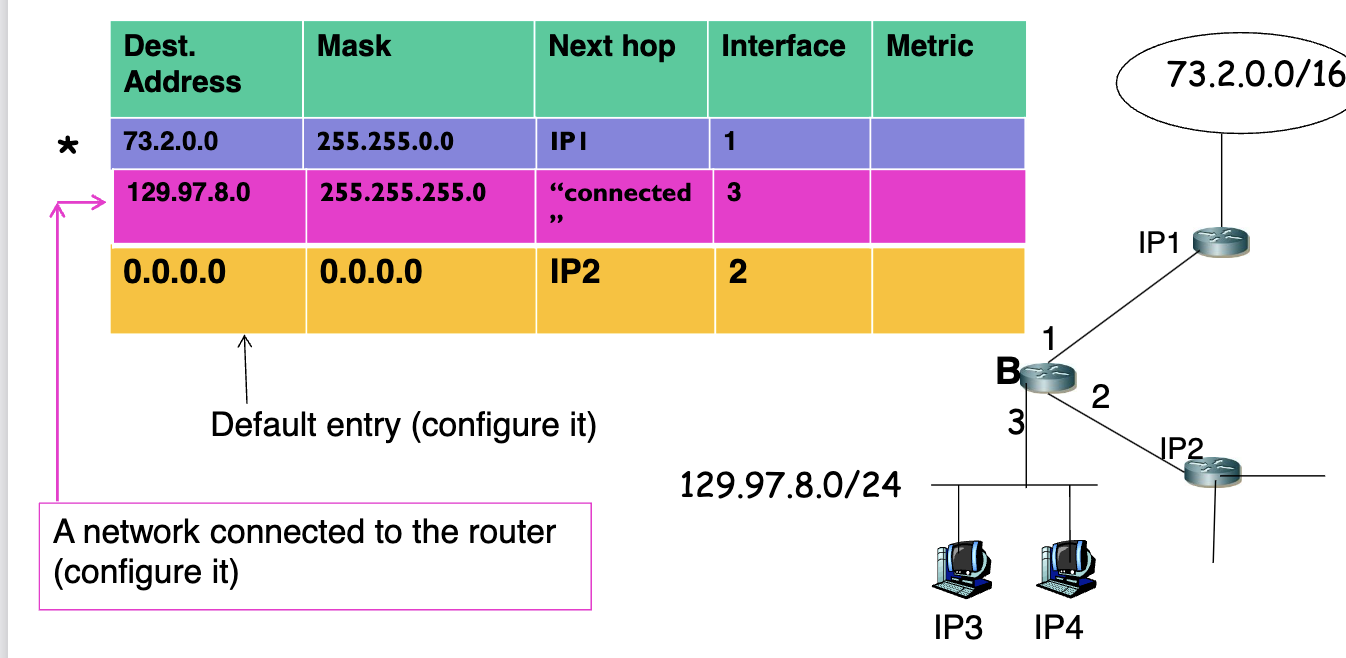 Dest. Address Mask Next hop Interface Metric
* 73.2.0.0 255.255.0.0 IP1 1
129.97.8.0 255.255.255.0 “connected ” 3
0.0.0.0 0.0.0.0 IP2 2
Default entry (configure it)
A network connected to the router
(configure it)
73.2.0.0/16
IP1
1
B
2
3
IP2
129.97.8.0/24
IP3 IP4